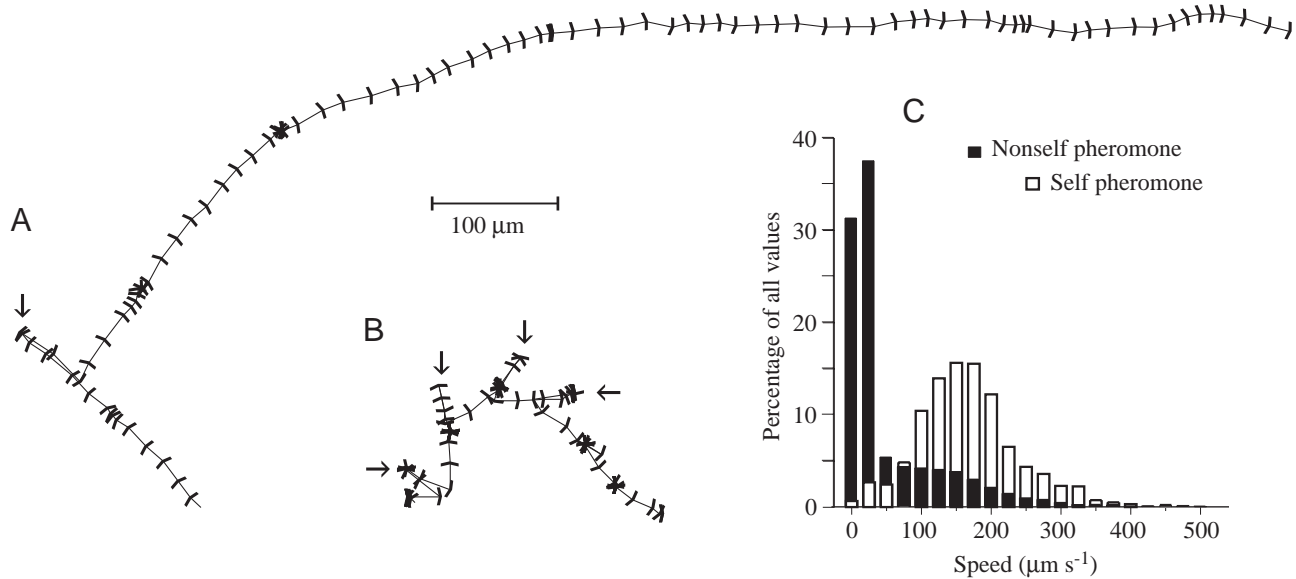 A
100 µm
B
C
Nonself pheromone
Self pheromone
Percentage of all values
40
30
20
10
0
0
100
200
300
400
500
Speed (µm s-1)